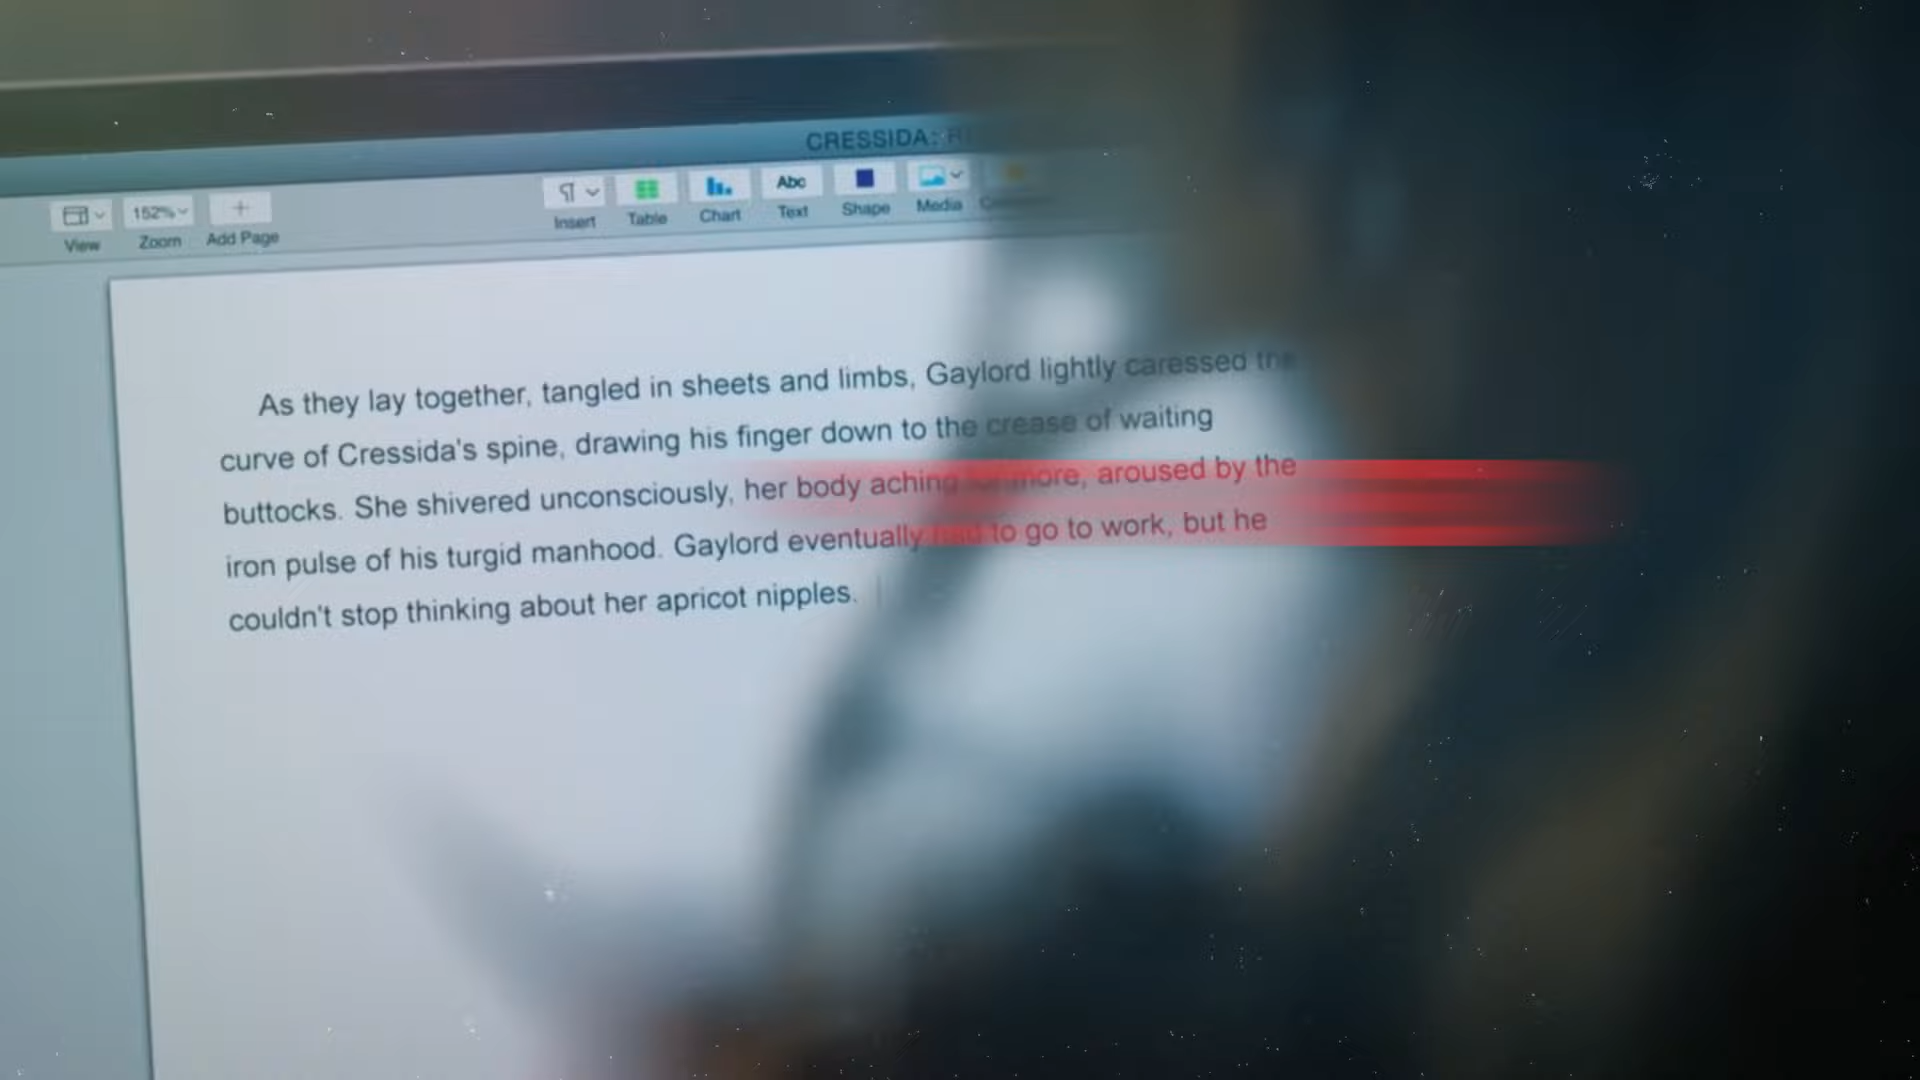 CRESSIDA:
152%
View
Zoom
Add Page
Insert
Table
Chart
Abc
Text
Shape
Media
As they lay together, tangled in sheets and limbs, Gaylord lightly caressed the
curve of Cressida's spine, drawing his finger down to the crease of waiting
buttocks. She shivered unconsciously, her body aching for more, aroused by the
iron pulse of his turgid manhood. Gaylord eventually had to go to work, but he
couldn't stop thinking about her apricot nipples.